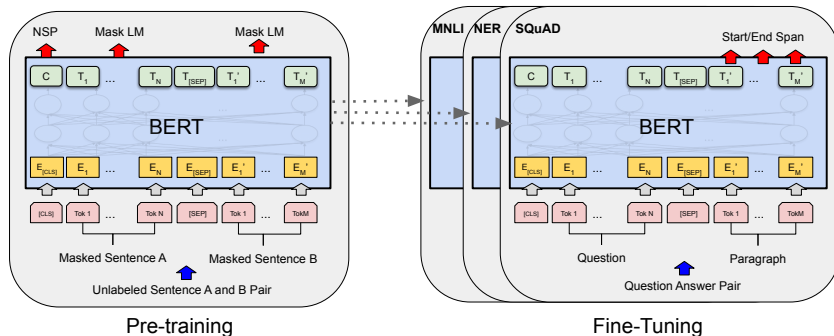 NSP Mask LM Mask LM
C T1 ... TN T[SEP] T1' ... TM'
BERT
E[CLS] E1 ... EN E[SEP] E1' ... EM'
[CLS] Tok 1 ... Tok N [SEP] Tok 1 ... TokM
Masked Sentence A Masked Sentence B
Unlabeled Sentence A and B Pair
Pre-training
MNLI NER SQuAD
Start/End Span
C T1 ... TN T[SEP] T1' ... TM'
BERT
E[CLS] E1 ... EN E[SEP] E1' ... EM'
[CLS] Tok 1 ... Tok N [SEP] Tok 1 ... TokM
Question Paragraph
Question Answer Pair
Fine-Tuning